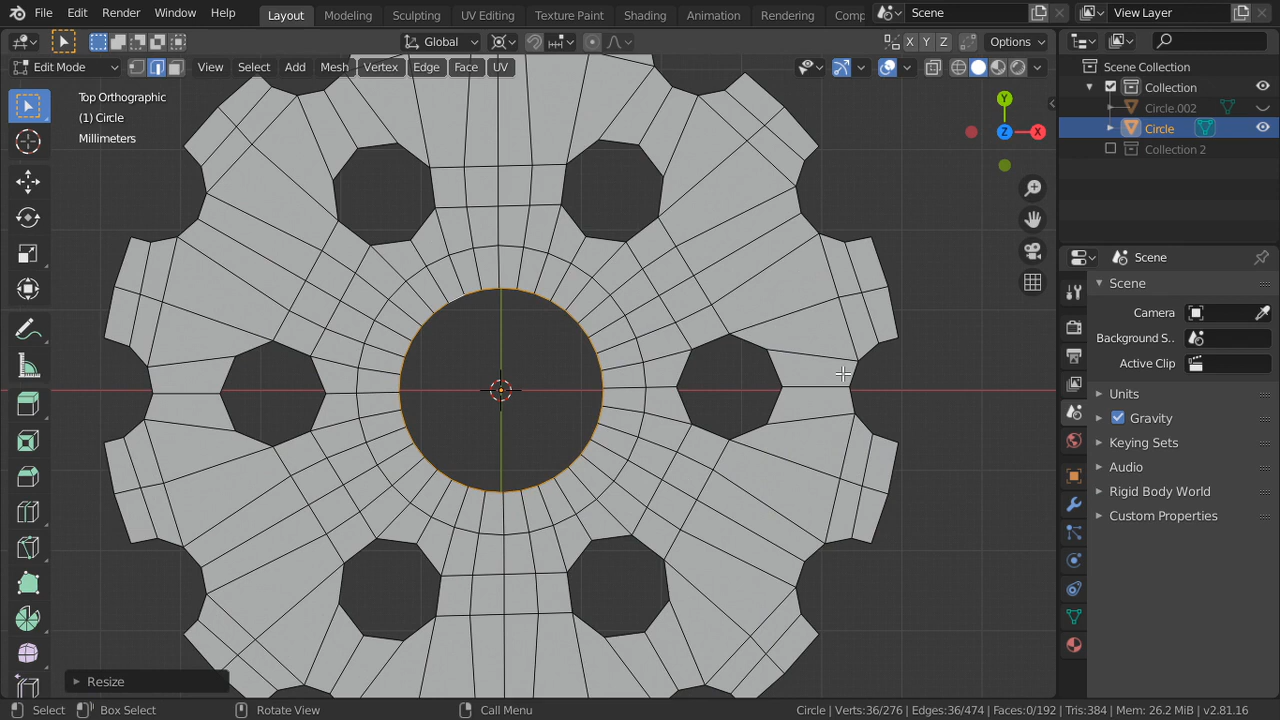 File Edit Render Window Help Layout Modeling Sculpting UV Editing Texture Paint Shading Animation Rendering Comp Scene View Layer
Global X Y Z Options
Edit Mode View Select Add Mesh Vertex Edge Face UV
Scene Collection
Collection
Circle.002
Circle
Collection 2
Top Orthographic
(1) Circle
Millimeters
Y
Z
X
Scene
Scene
Camera
Background S..
Active Clip
Units
Gravity
Keying Sets
Audio
Rigid Body World
Custom Properties
Resize
Select Box Select Rotate View Call Menu Circle | Verts:36/276 | Edges:36/474 | Faces:0/192 | Tris:384 | Mem: 26.2 MiB | v2.81.16